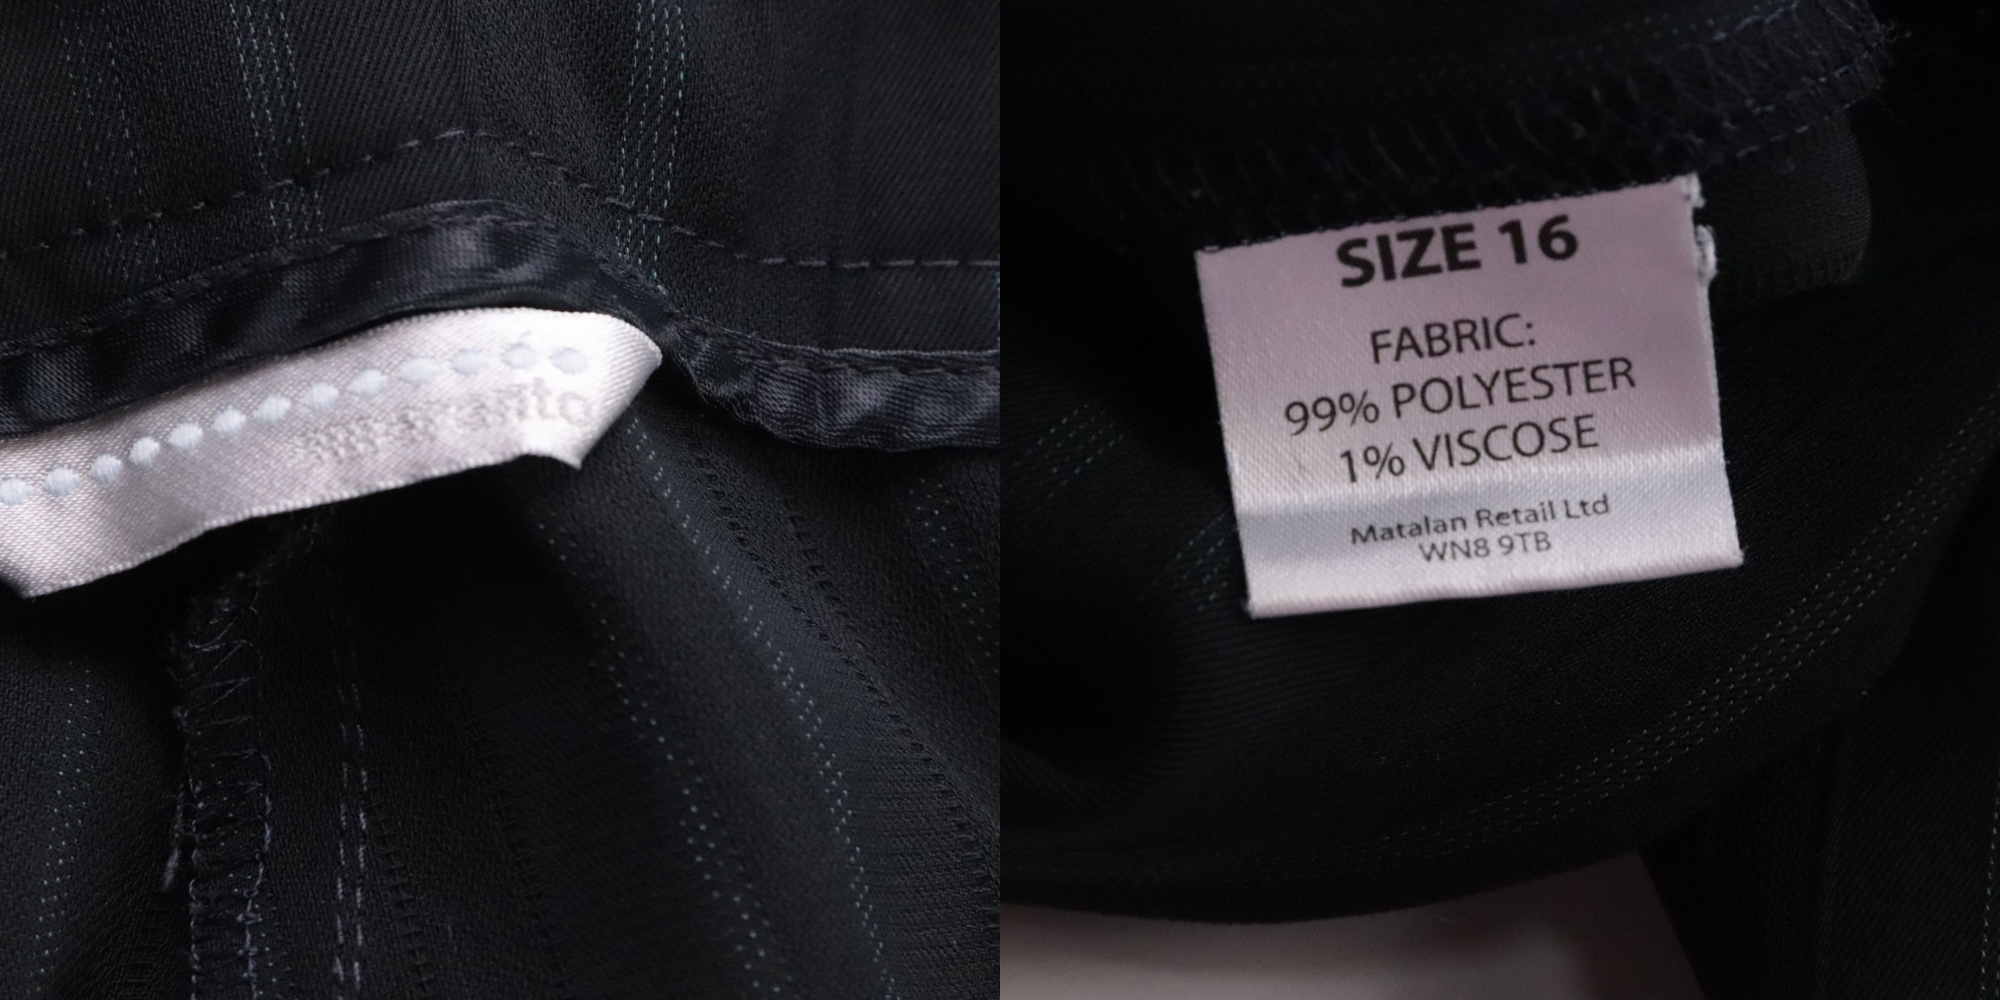 SIZE 16
FABRIC:
99% POLYESTER
1% VISCOSE
Matalan Retail Ltd
WN8 9TB